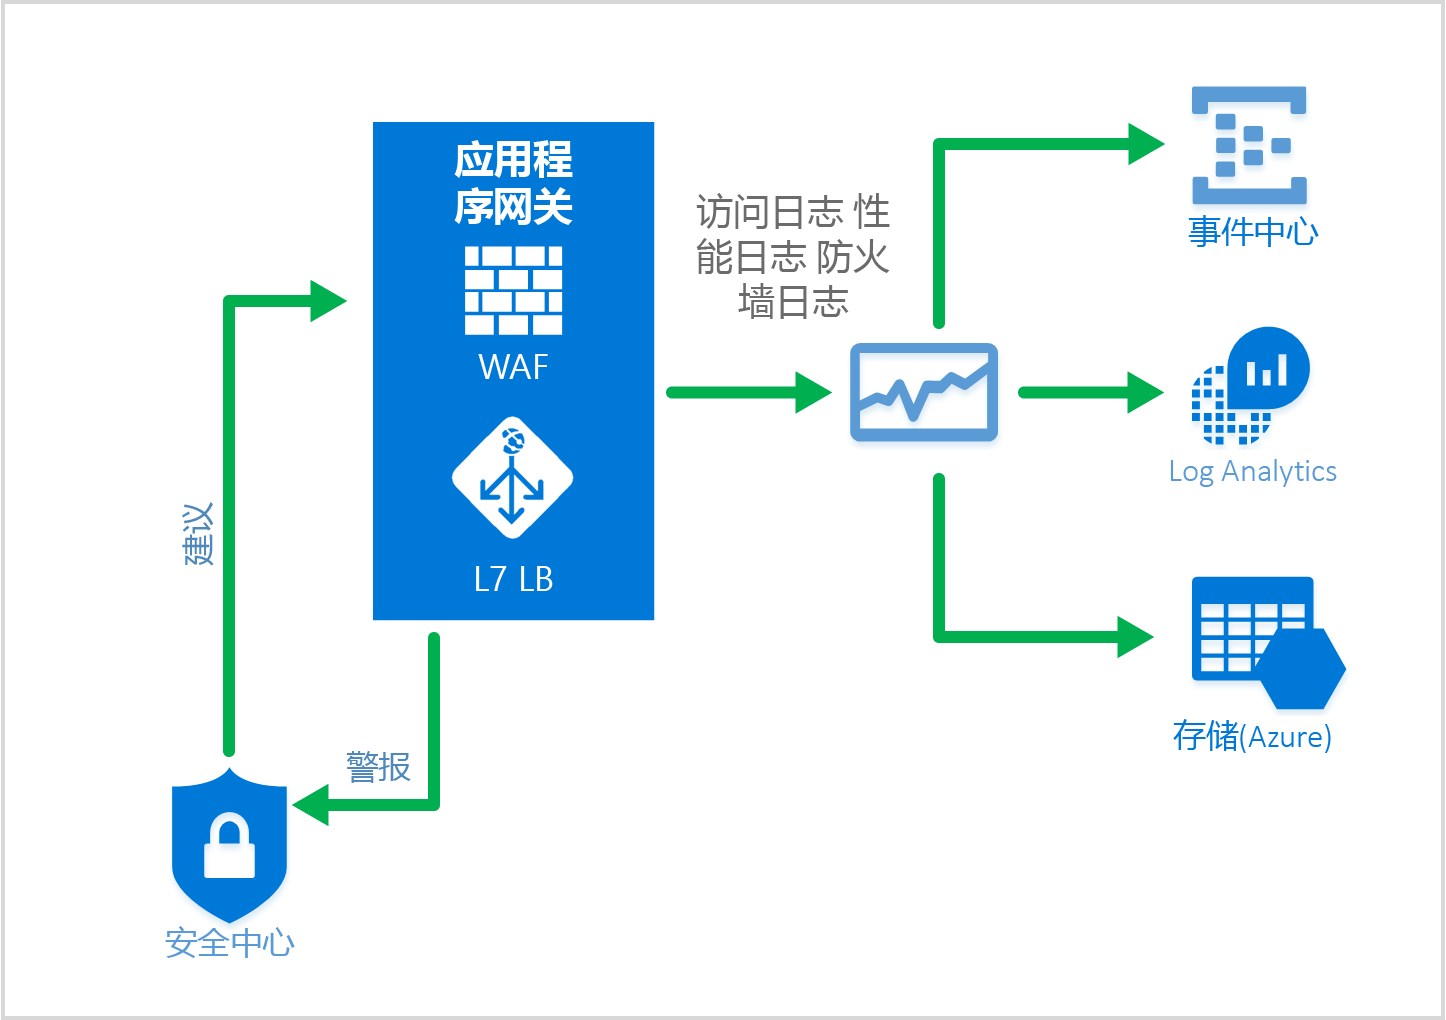 应用程
序网关
WAF
L7 LB
访问日志 性
能日志 防火
墙日志
事件中心
Log Analytics
存储(Azure)
建议
警报
安全中心